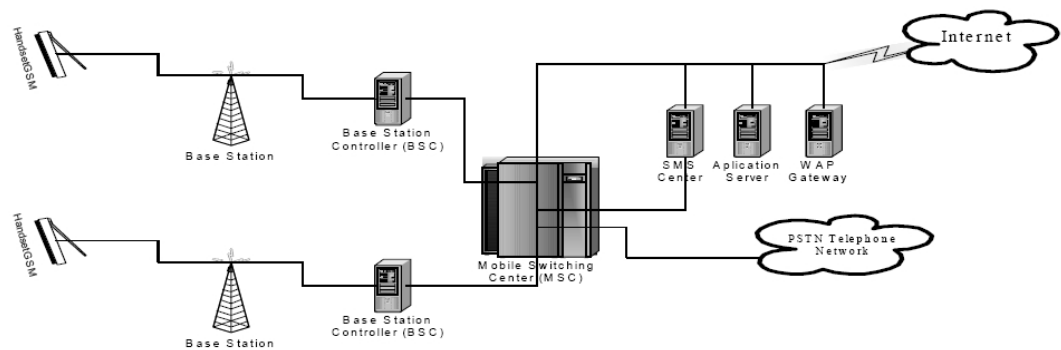 HandsetGSM
Base Station
Base Station
Controller (BSC)
Internet
SMS
Center
Aplication
Server
WAP
Gateway
Mobile Switching
Center (MSC)
PSTN Telephone
Network
HandsetGSM
Base Station
Base Station
Controller (BSC)